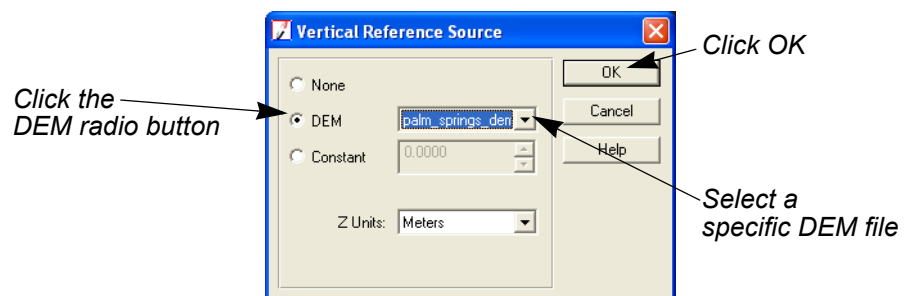 Vertical Reference Source
Click OK
None
OK
Click the
DEM radio button
DEM
palm_springs_den
Cancel
Constant
0.0000
Help
Select a
specific DEM file
Z Units:
Meters